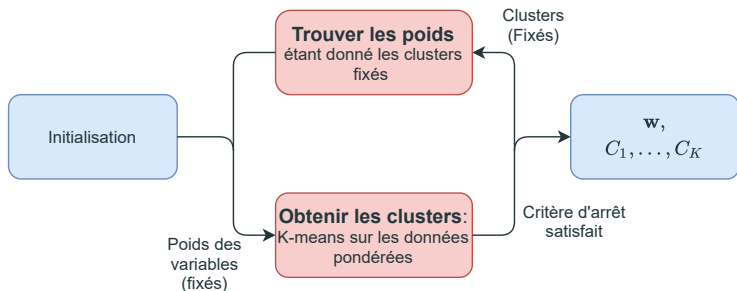 Initialisation
Trouver les poids
étant donné les clusters
fixés
Clusters
(Fixés)
w,
C₁, . . . , C_K
Obtenir les clusters:
K-means sur les données
pondérées
Poids des
variables
(fixés)
Critère d'arrêt
satisfait